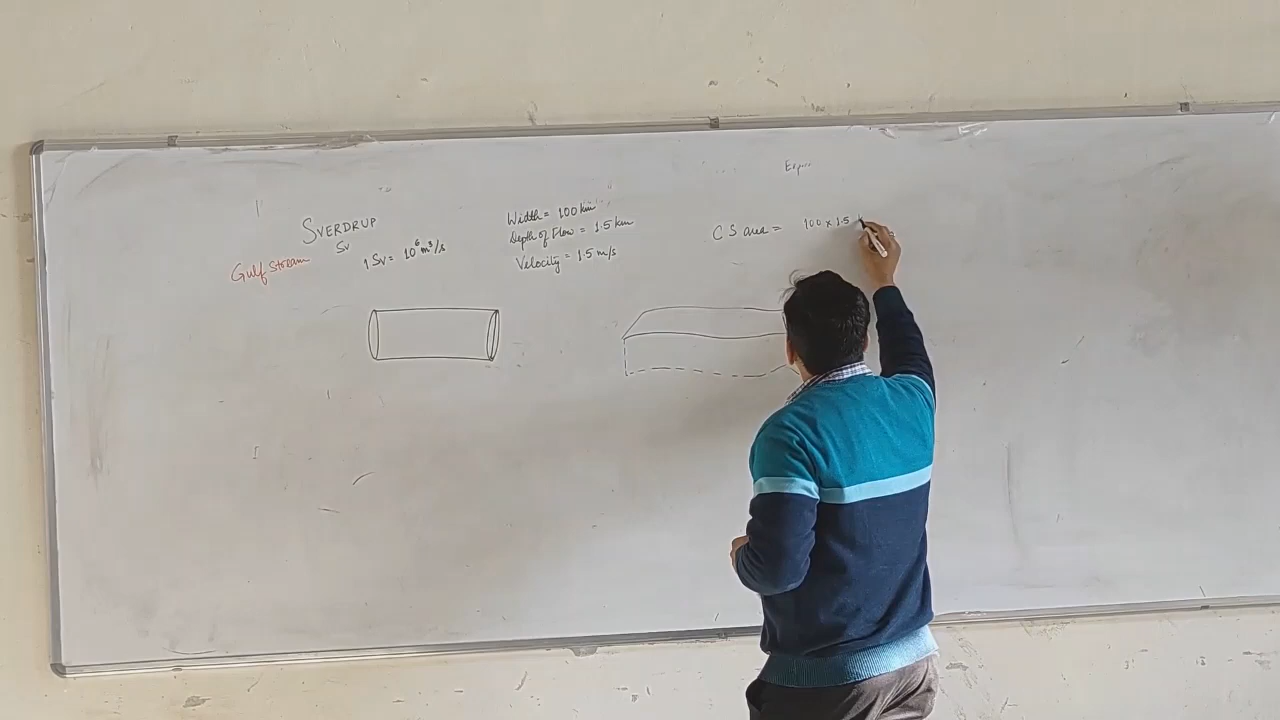 SVERDRUP
Sv
1 Sv = 10⁶ m³/s
Gulf Stream
Width = 100 km
Depth of Flow = 1.5 km
Velocity = 1.5 m/s
CS area = 100 x 1.5